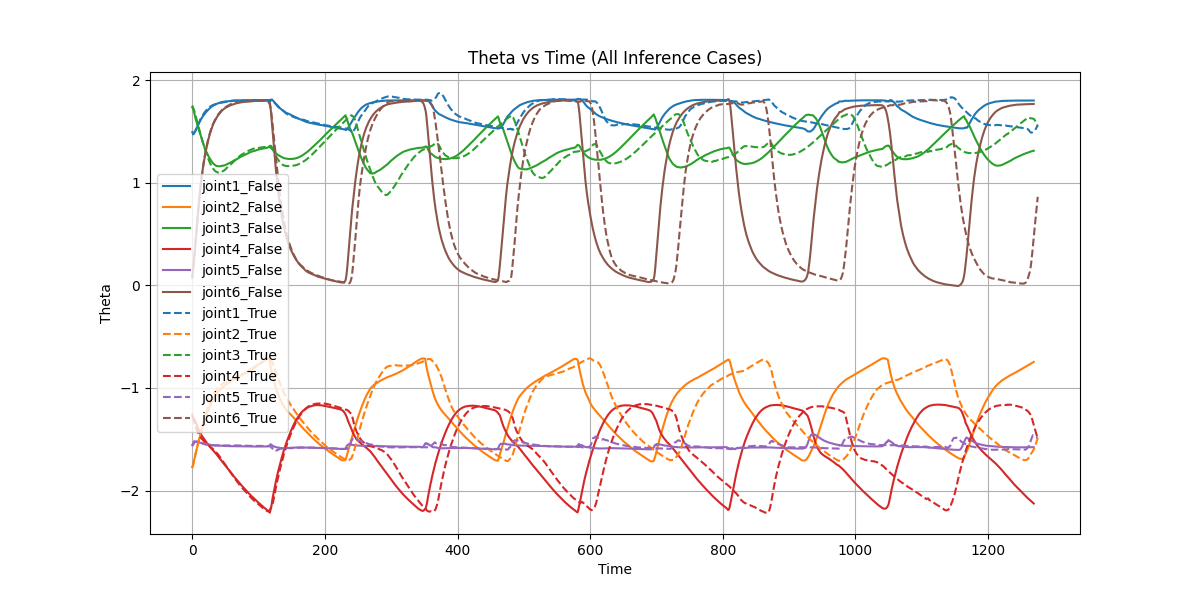 Theta vs Time (All Inference Cases)
2
1
0
−1
−2
Theta
joint1_False
joint2_False
joint3_False
joint4_False
joint5_False
joint6_False
joint1_True
joint2_True
joint3_True
joint4_True
joint5_True
joint6_True
0 200 400 600 800 1000 1200
Time